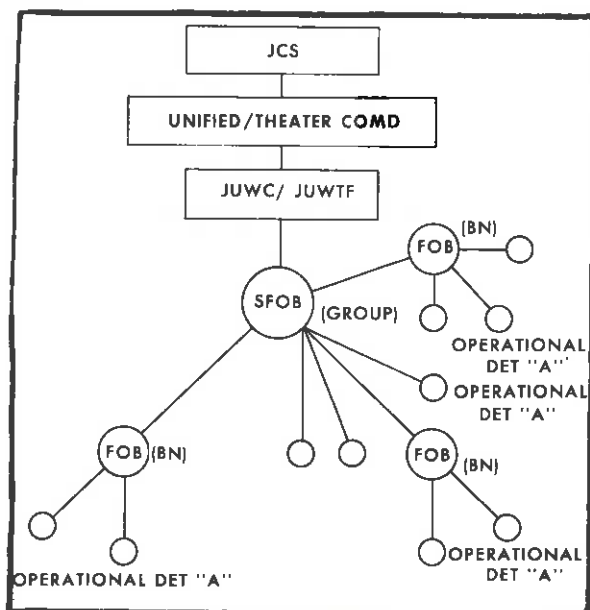 JCS
UNIFIED/THEATER COMD
JUWC/ JUWTF
FOB
(BN)
SFOB
(GROUP)
OPERATIONAL
DET "A"
OPERATIONAL
DET "A"
FOB
(BN)
FOB
(BN)
OPERATIONAL
DET "A"
OPERATIONAL DET "A"